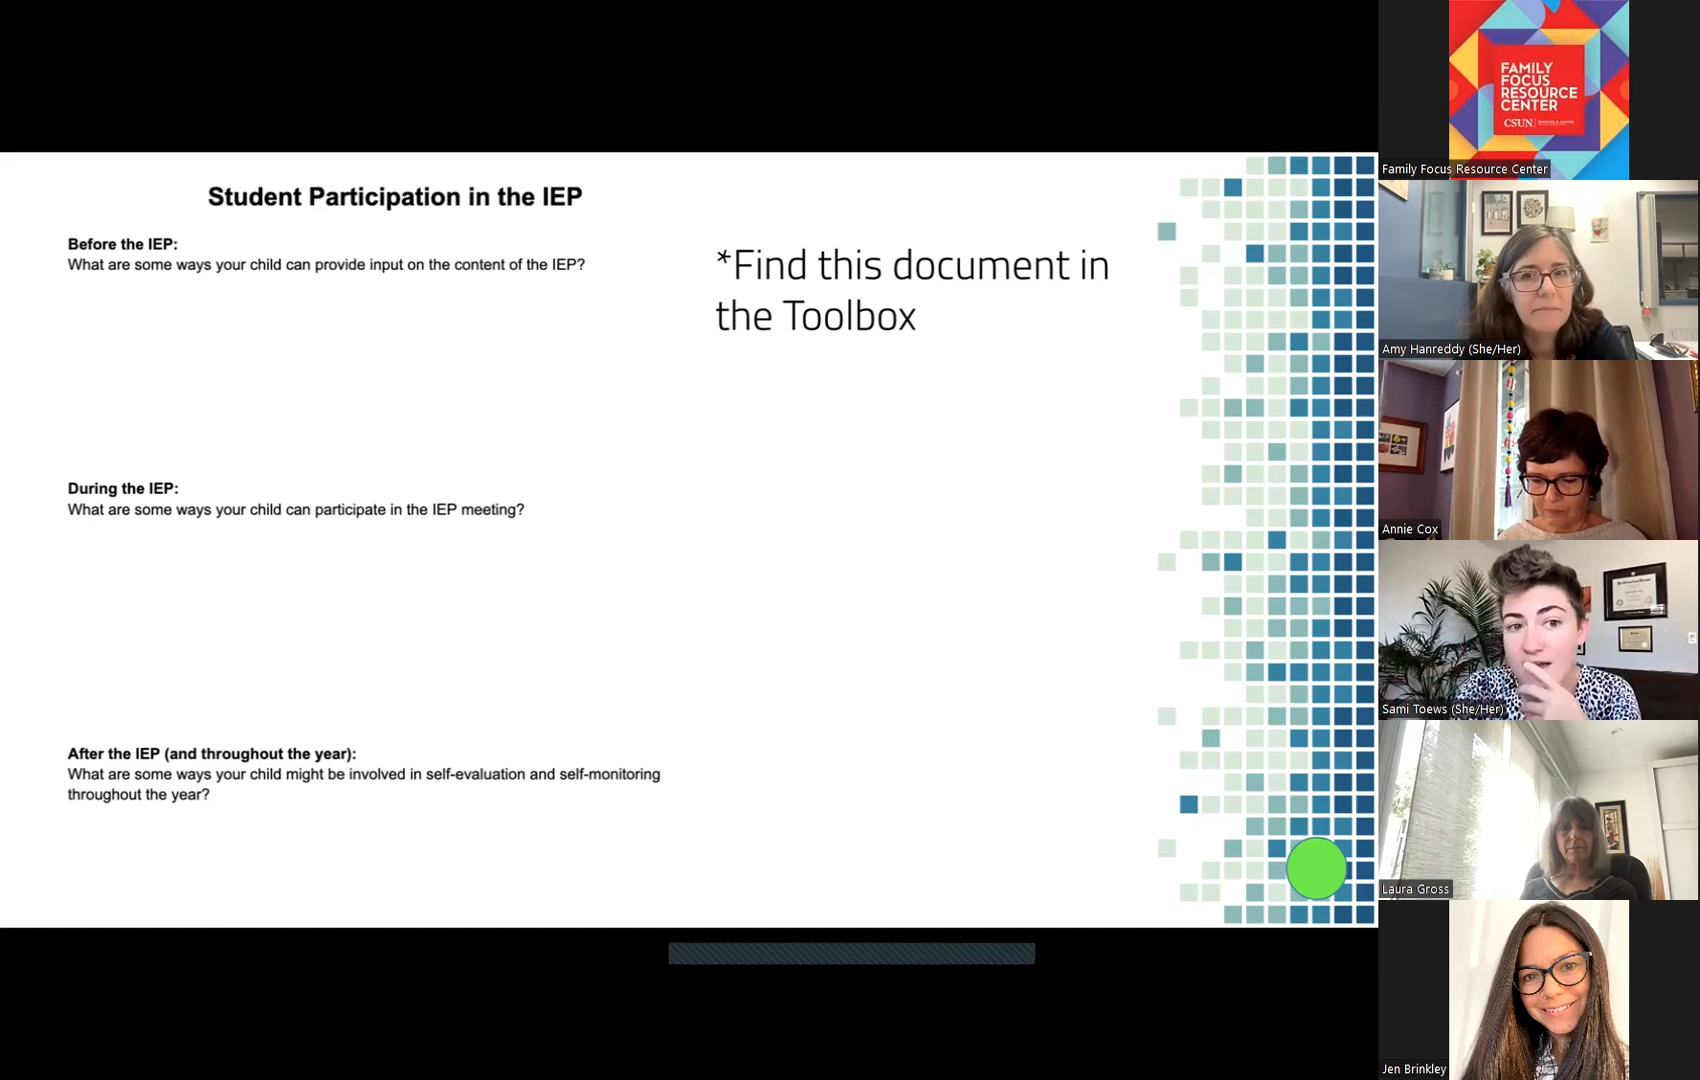 Student Participation in the IEP
Before the IEP:
What are some ways your child can provide input on the content of the IEP?
During the IEP:
What are some ways your child can participate in the IEP meeting?
After the IEP (and throughout the year):
What are some ways your child might be involved in self-evaluation and self-monitoring
throughout the year?
*Find this document in
the Toolbox
FAMILY
FOCUS
RESOURCE
CENTER
CSUN
Family Focus Resource Center
Amy Hanreddy (She/Her)
Annie Cox
Sami Toews (She/Her)
Laura Gross
Jen Brinkley